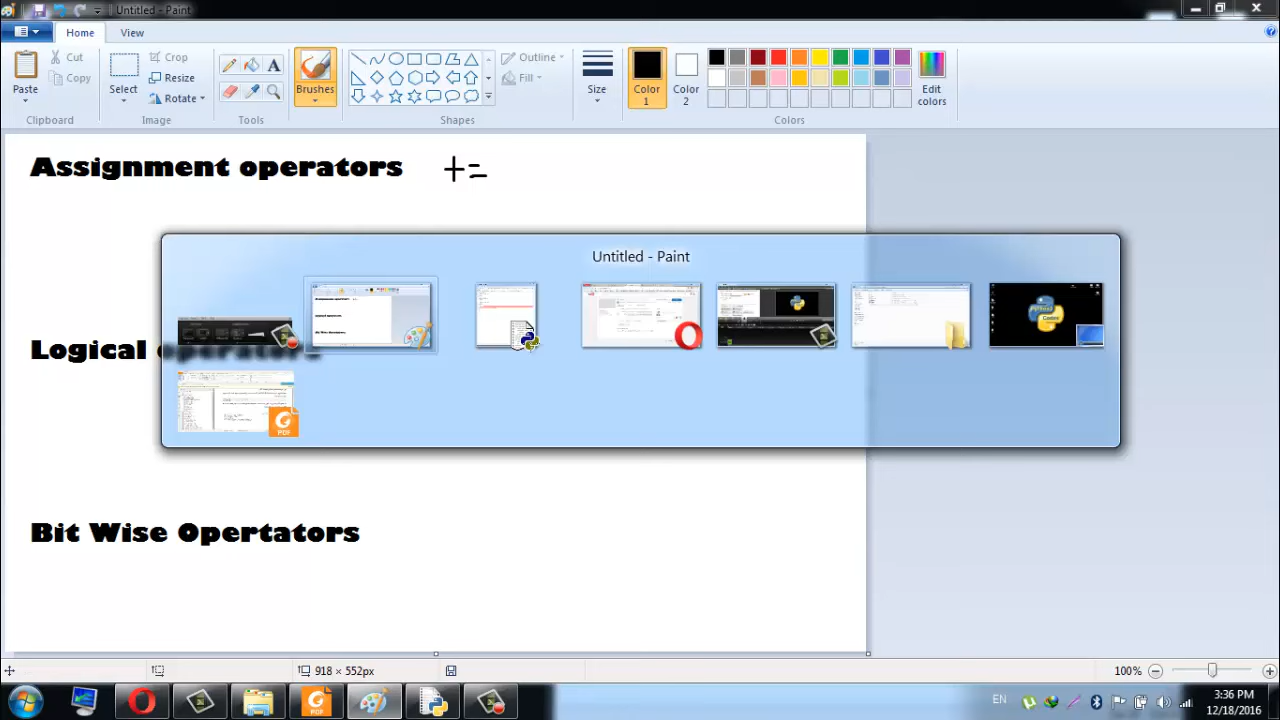 Untitled - Paint
Home
View
Paste
Cut
Copy
Clipboard
Select
Crop
Resize
Rotate
Image
Tools
Brushes
Shapes
Outline
Fill
Size
Color 1
Color 2
Edit colors
Colors
Assignment operators +=
Untitled - Paint
Logical
PDF
Bit Wise Opertators
918 × 552px
100%
EN
PDF
3:36 PM
12/18/2016